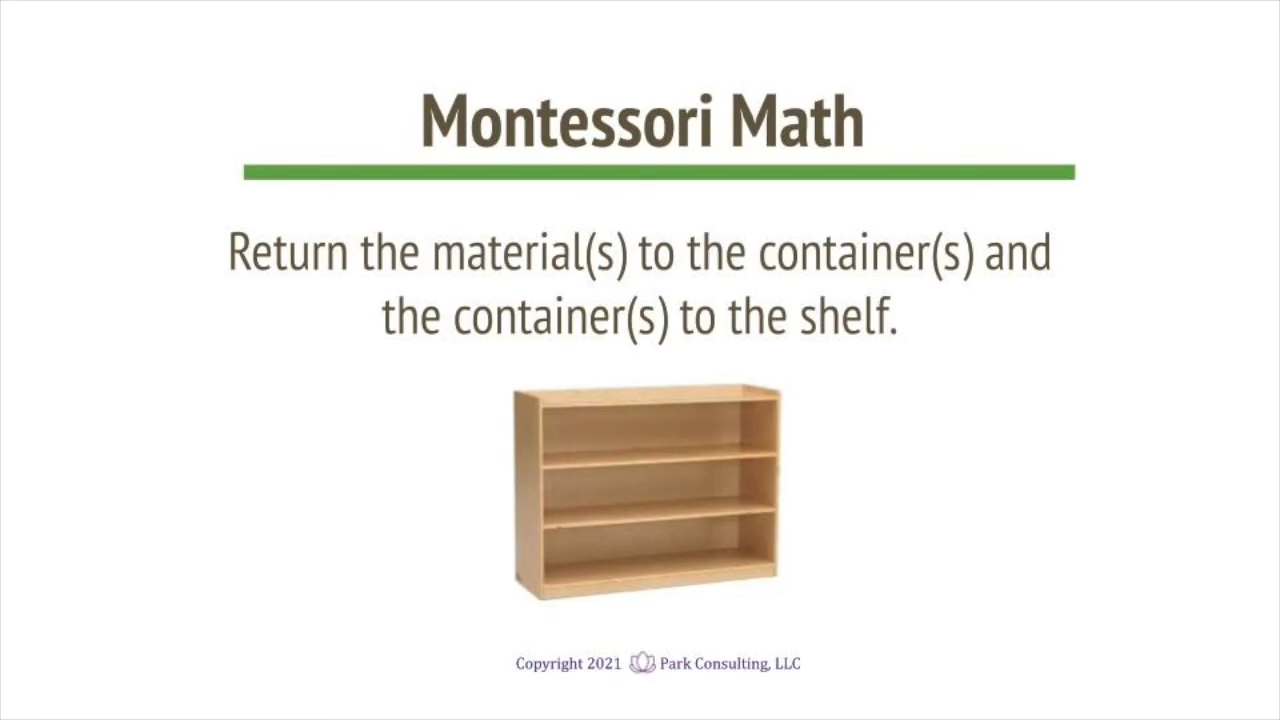 Montessori Math
Return the material(s) to the container(s) and
the container(s) to the shelf.
Copyright 2021 Park Consulting, LLC